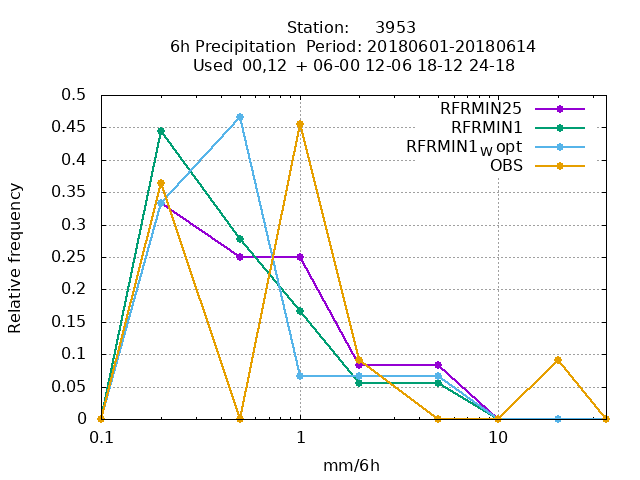 Station: 3953
6h Precipitation Period: 20180601-20180614
Used 00,12 + 06-00 12-06 18-12 24-18
RFRMIN25
RFRMIN1
RFRMIN1W opt
OBS
Relative frequency
0.5
0.45
0.4
0.35
0.3
0.25
0.2
0.15
0.1
0.05
0
0.1 1 10
mm/6h